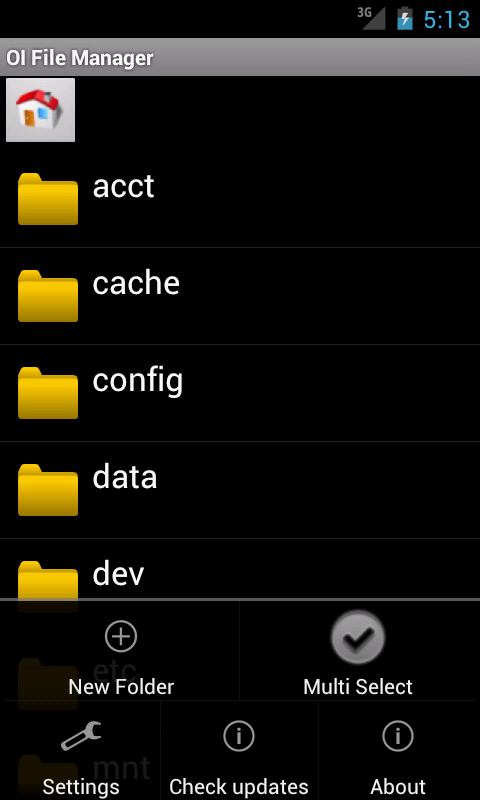 3G 5:13
OI File Manager
acct
cache
config
data
dev
etc
New Folder
Multi Select
mnt
Settings
Check updates
About